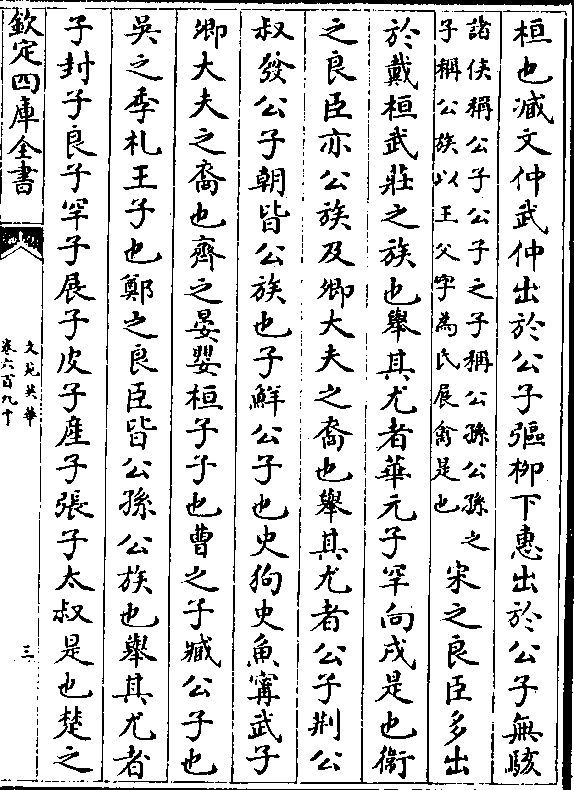 桓也臧文仲武仲出於公子彄柳下惠出於公子無駭
諸侯稱公子公子之子稱公孫公孫之
子稱公族以王父字為氏展禽是也
宋之良臣多出
於戴桓武莊之族也舉其尤者華元子罕向戌是也衛
之良臣亦公族及卿大夫之裔也舉其尤者公子荆公
叔發公子朝皆公族也子鮮公子也史狗史魚寗武子
卿大夫之裔也齊之晏嬰桓子子也曹之子臧公子也
吳之季札王子也鄭之良臣皆公孫公族也舉其尤者
子封子良子罕子展子皮子產子張子太叔是也楚之
欽定四庫全書
文苑英華
卷六百九十
三